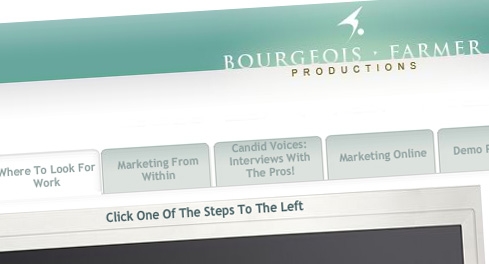 BOURGEOIS · FARMER
PRODUCTIONS
Where To Look For
Work
Marketing From
Within
Candid Voices:
Interviews With
The Pros!
Marketing Online
Demo
Click One Of The Steps To The Left